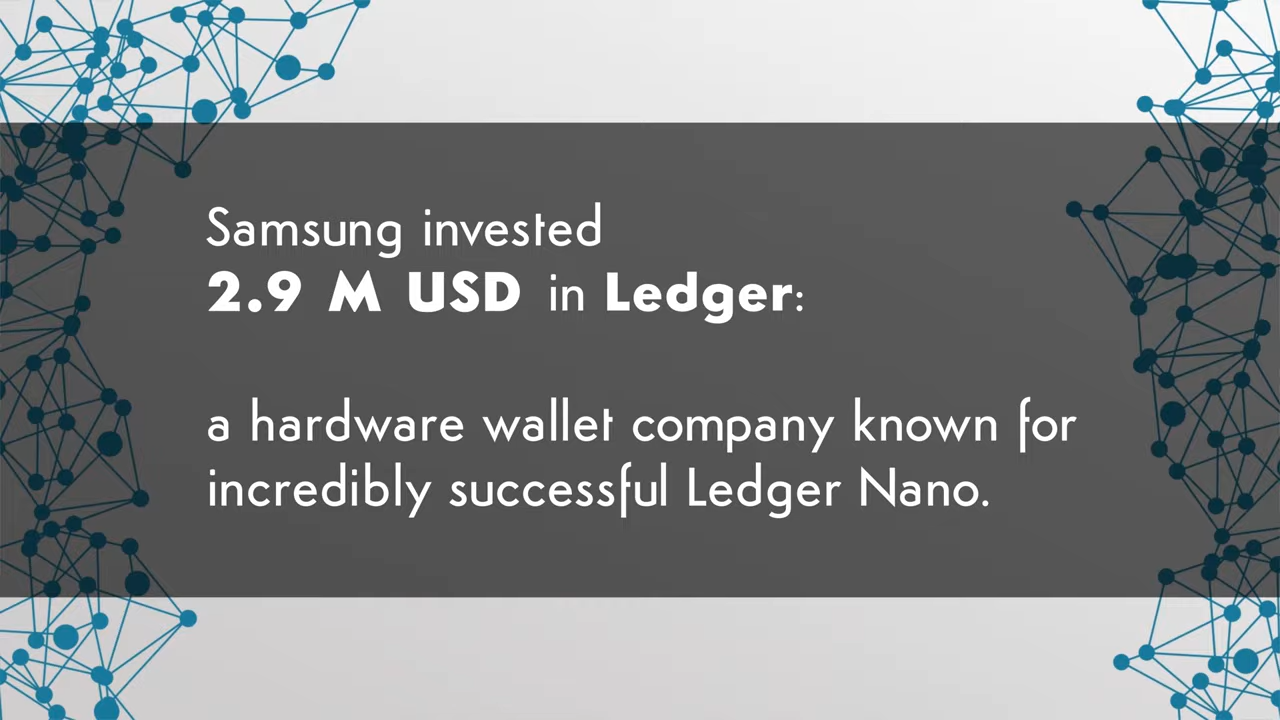 Samsung invested
2.9 M USD in Ledger:
a hardware wallet company known for
incredibly successful Ledger Nano.